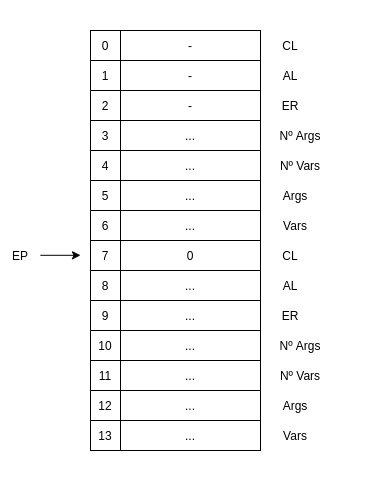 0 - CL
1 - AL
2 - ER
3 ... Nº Args
4 ... Nº Vars
5 ... Args
6 ... Vars
EP 7 0 CL
8 ... AL
9 ... ER
10 ... Nº Args
11 ... Nº Vars
12 ... Args
13 ... Vars